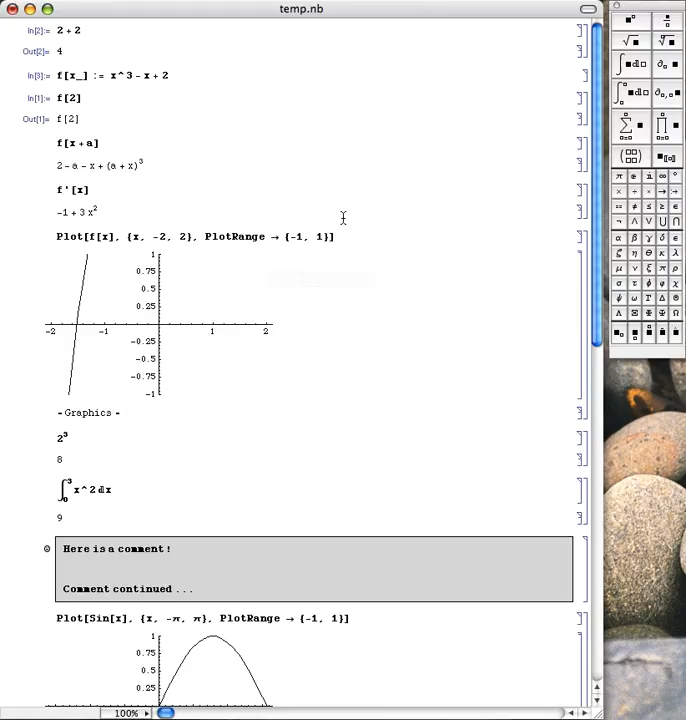 temp.nb
In[2]:= 2 + 2
Out[2]= 4
In[3]:= f[x_] := x^3 - x + 2
In[1]:= f[2]
Out[1]= f[2]
f[x + a]
2 - a - x + (a + x)³
f'[x]
-1 + 3 x²
Plot[f[x], {x, -2, 2}, PlotRange → {-1, 1}]
1
0.75
0.5
0.25
-2 -1 1 2
-0.25
-0.5
-0.75
-1
- Graphics -
2³
8
∫₀³ x^2 ⅆx
9
Here is a comment!
Comment continued ...
Plot[Sin[x], {x, -π, π}, PlotRange → {-1, 1}]
1
0.75
0.5
0.25
100%